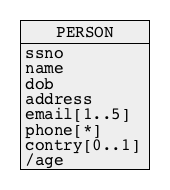 PERSON
ssno
name
dob
address
email[1..5]
phone[*]
contry[0..1]
/age